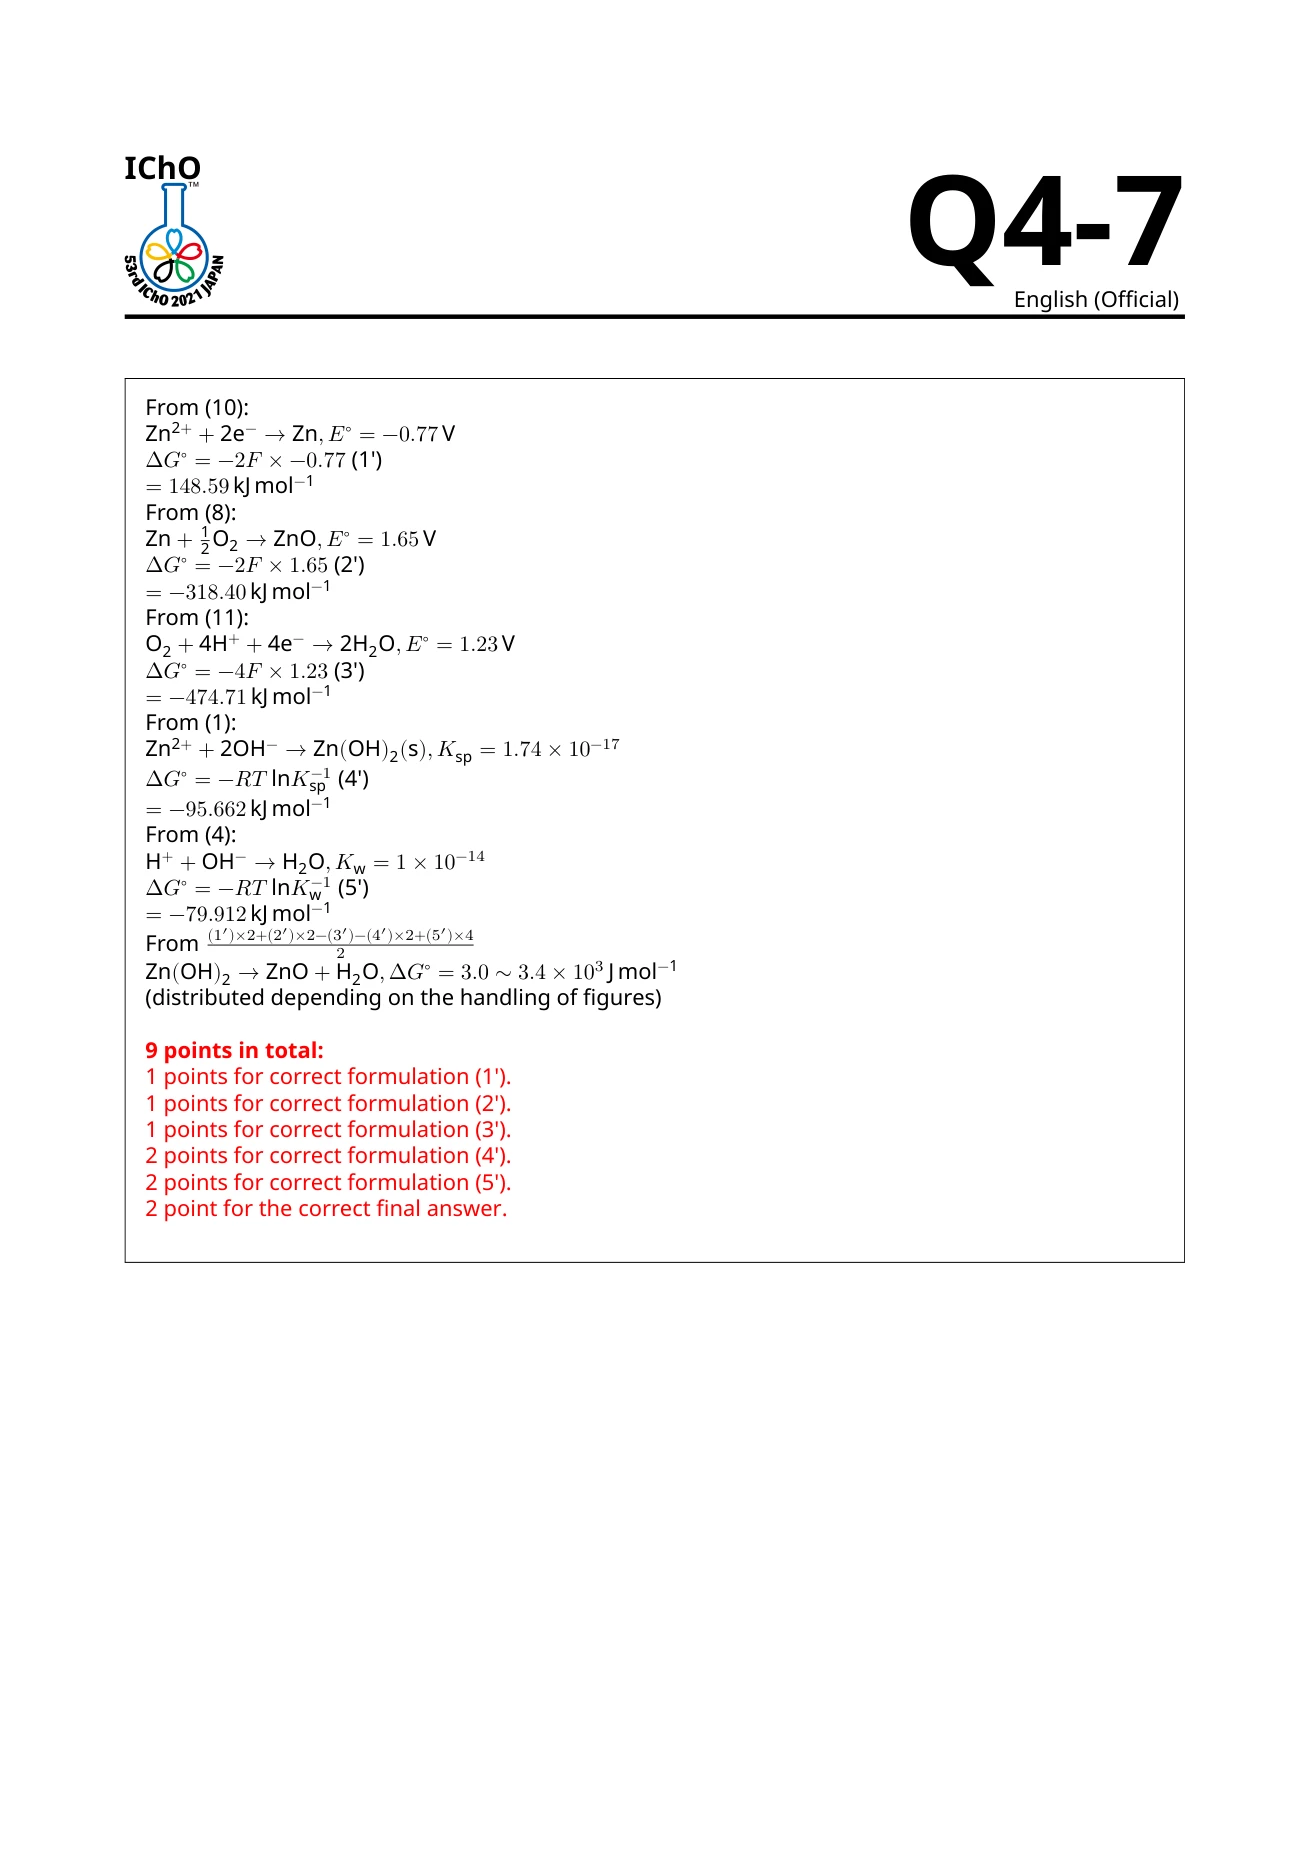 IChO
TM
53rd IChO 2021 JAPAN
Q4-7
English (Official)
From (10):
Zn²⁺ + 2e⁻ → Zn, E° = −0.77 V
ΔG° = −2F × −0.77 (1')
= 148.59 kJ mol⁻¹
From (8):
Zn + ½O₂ → ZnO, E° = 1.65 V
ΔG° = −2F × 1.65 (2')
= −318.40 kJ mol⁻¹
From (11):
O₂ + 4H⁺ + 4e⁻ → 2H₂O, E° = 1.23 V
ΔG° = −4F × 1.23 (3')
= −474.71 kJ mol⁻¹
From (1):
Zn²⁺ + 2OH⁻ → Zn(OH)₂(s), K_sp = 1.74 × 10⁻¹⁷
ΔG° = −RT lnK_sp⁻¹ (4')
= −95.662 kJ mol⁻¹
From (4):
H⁺ + OH⁻ → H₂O, K_w = 1 × 10⁻¹⁴
ΔG° = −RT lnK_w⁻¹ (5')
= −79.912 kJ mol⁻¹
From ((1′)×2+(2′)×2−(3′)−(4′)×2+(5′)×4)/2
Zn(OH)₂ → ZnO + H₂O, ΔG° = 3.0 ∼ 3.4 × 10³ J mol⁻¹
(distributed depending on the handling of figures)
9 points in total:
1 points for correct formulation (1').
1 points for correct formulation (2').
1 points for correct formulation (3').
2 points for correct formulation (4').
2 points for correct formulation (5').
2 point for the correct final answer.